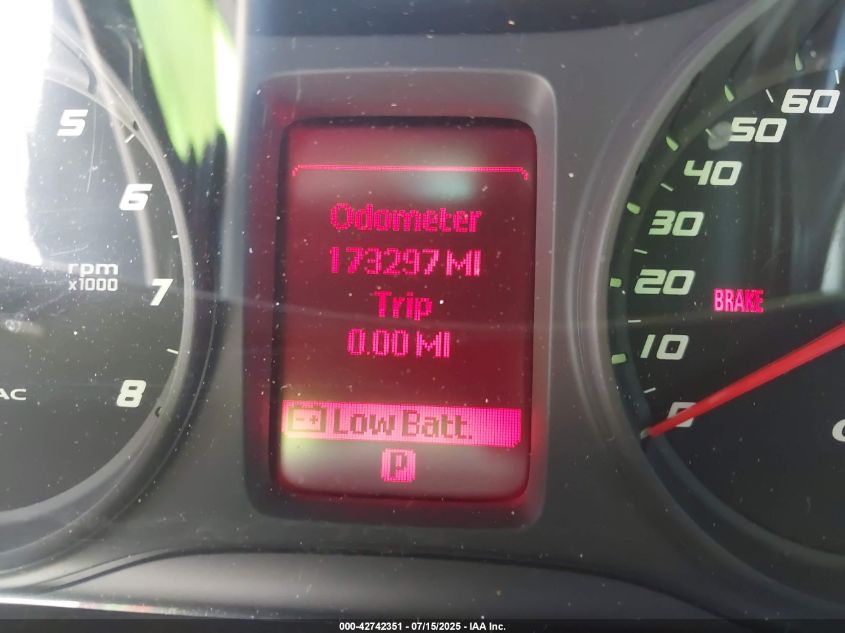 5
6
rpm
x1000
7
8
AC
Odometer
173297 MI
Trip
0.00 MI
Low Batt.
P
60
50
40
30
20
10
0
BRAKE
000-42742351 | 07/15/2025 - IAA Inc.